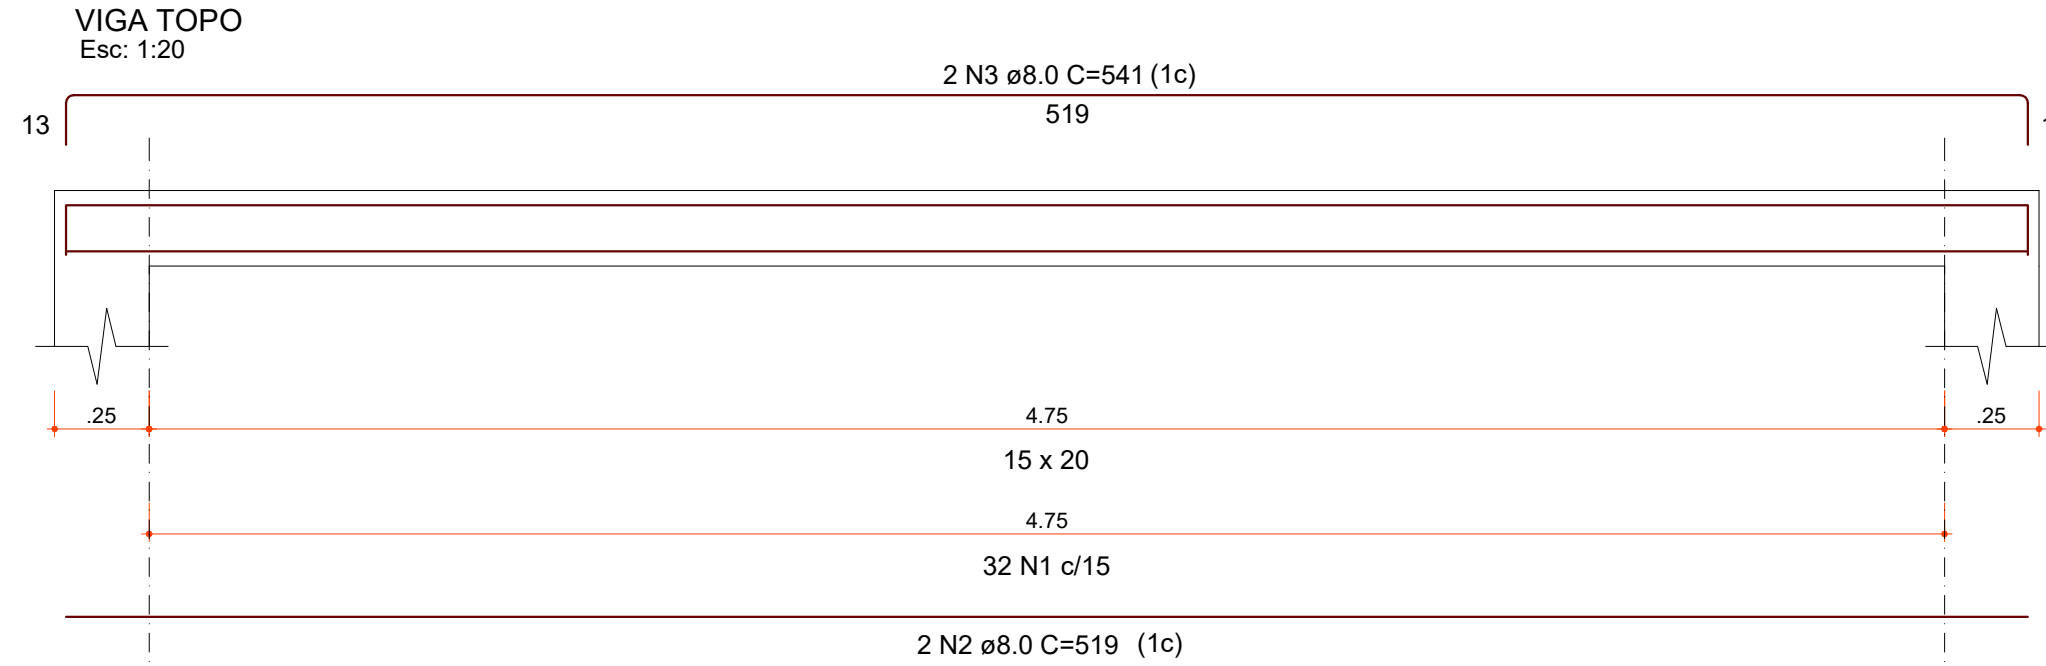 VIGA TOPO
Esc: 1:20
2 N3 ø8.0 C=541 (1c)
13
519
.25
4.75
.25
15 x 20
4.75
32 N1 c/15
2 N2 ø8.0 C=519 (1c)